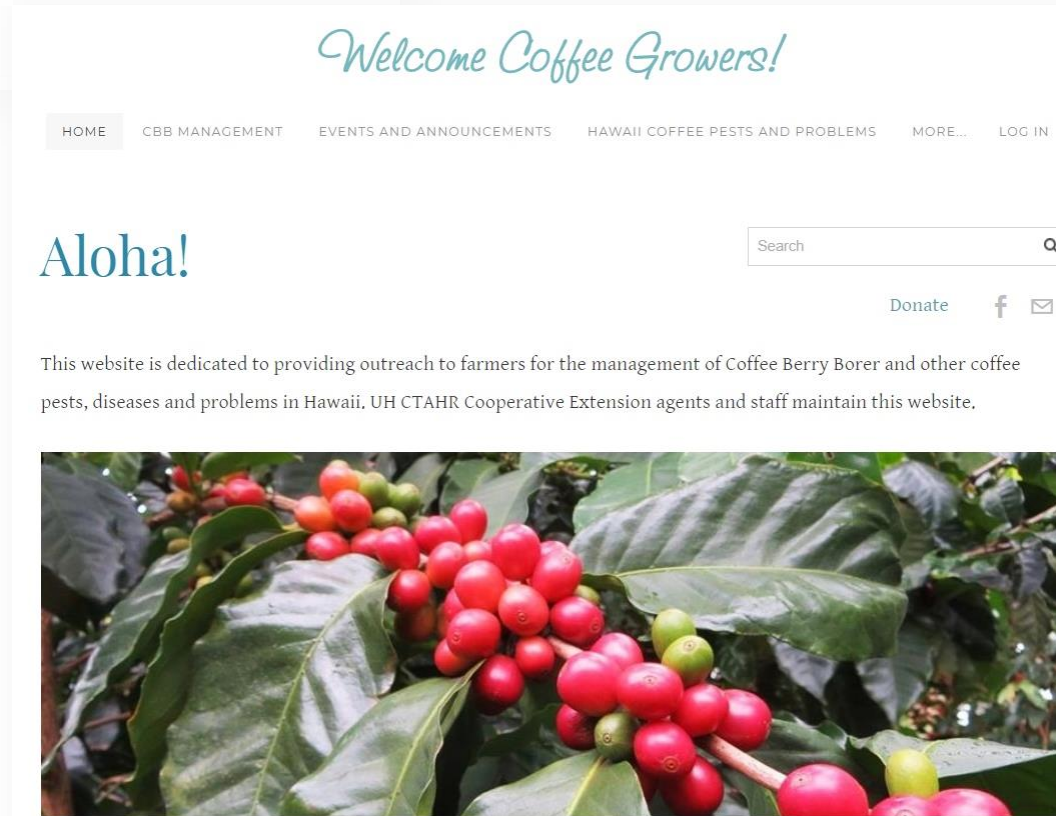 Welcome Coffee Growers!
HOME CBB MANAGEMENT EVENTS AND ANNOUNCEMENTS HAWAII COFFEE PESTS AND PROBLEMS MORE... LOG IN
Aloha!
Search
Donate
This website is dedicated to providing outreach to farmers for the management of Coffee Berry Borer and other coffee
pests, diseases and problems in Hawaii. UH CTAHR Cooperative Extension agents and staff maintain this website.